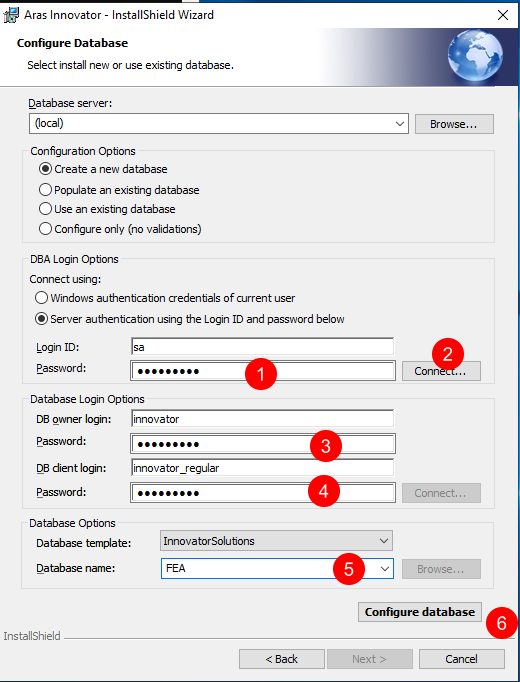 Aras Innovator - InstallShield Wizard
Configure Database
Select install new or use existing database.
Database server:
(local) Browse...
Configuration Options
Create a new database
Populate an existing database
Use an existing database
Configure only (no validations)
DBA Login Options
Connect using:
Windows authentication credentials of current user
Server authentication using the Login ID and password below
Login ID: sa 2
Password: ●●●●●●●●● 1 Connect...
Database Login Options
DB owner login: innovator
Password: ●●●●●●●●● 3
DB client login: innovator_regular
Password: ●●●●●●●●● 4 Connect...
Database Options
Database template: InnovatorSolutions
Database name: FEA 5 Browse...
Configure database 6
InstallShield
< Back Next > Cancel